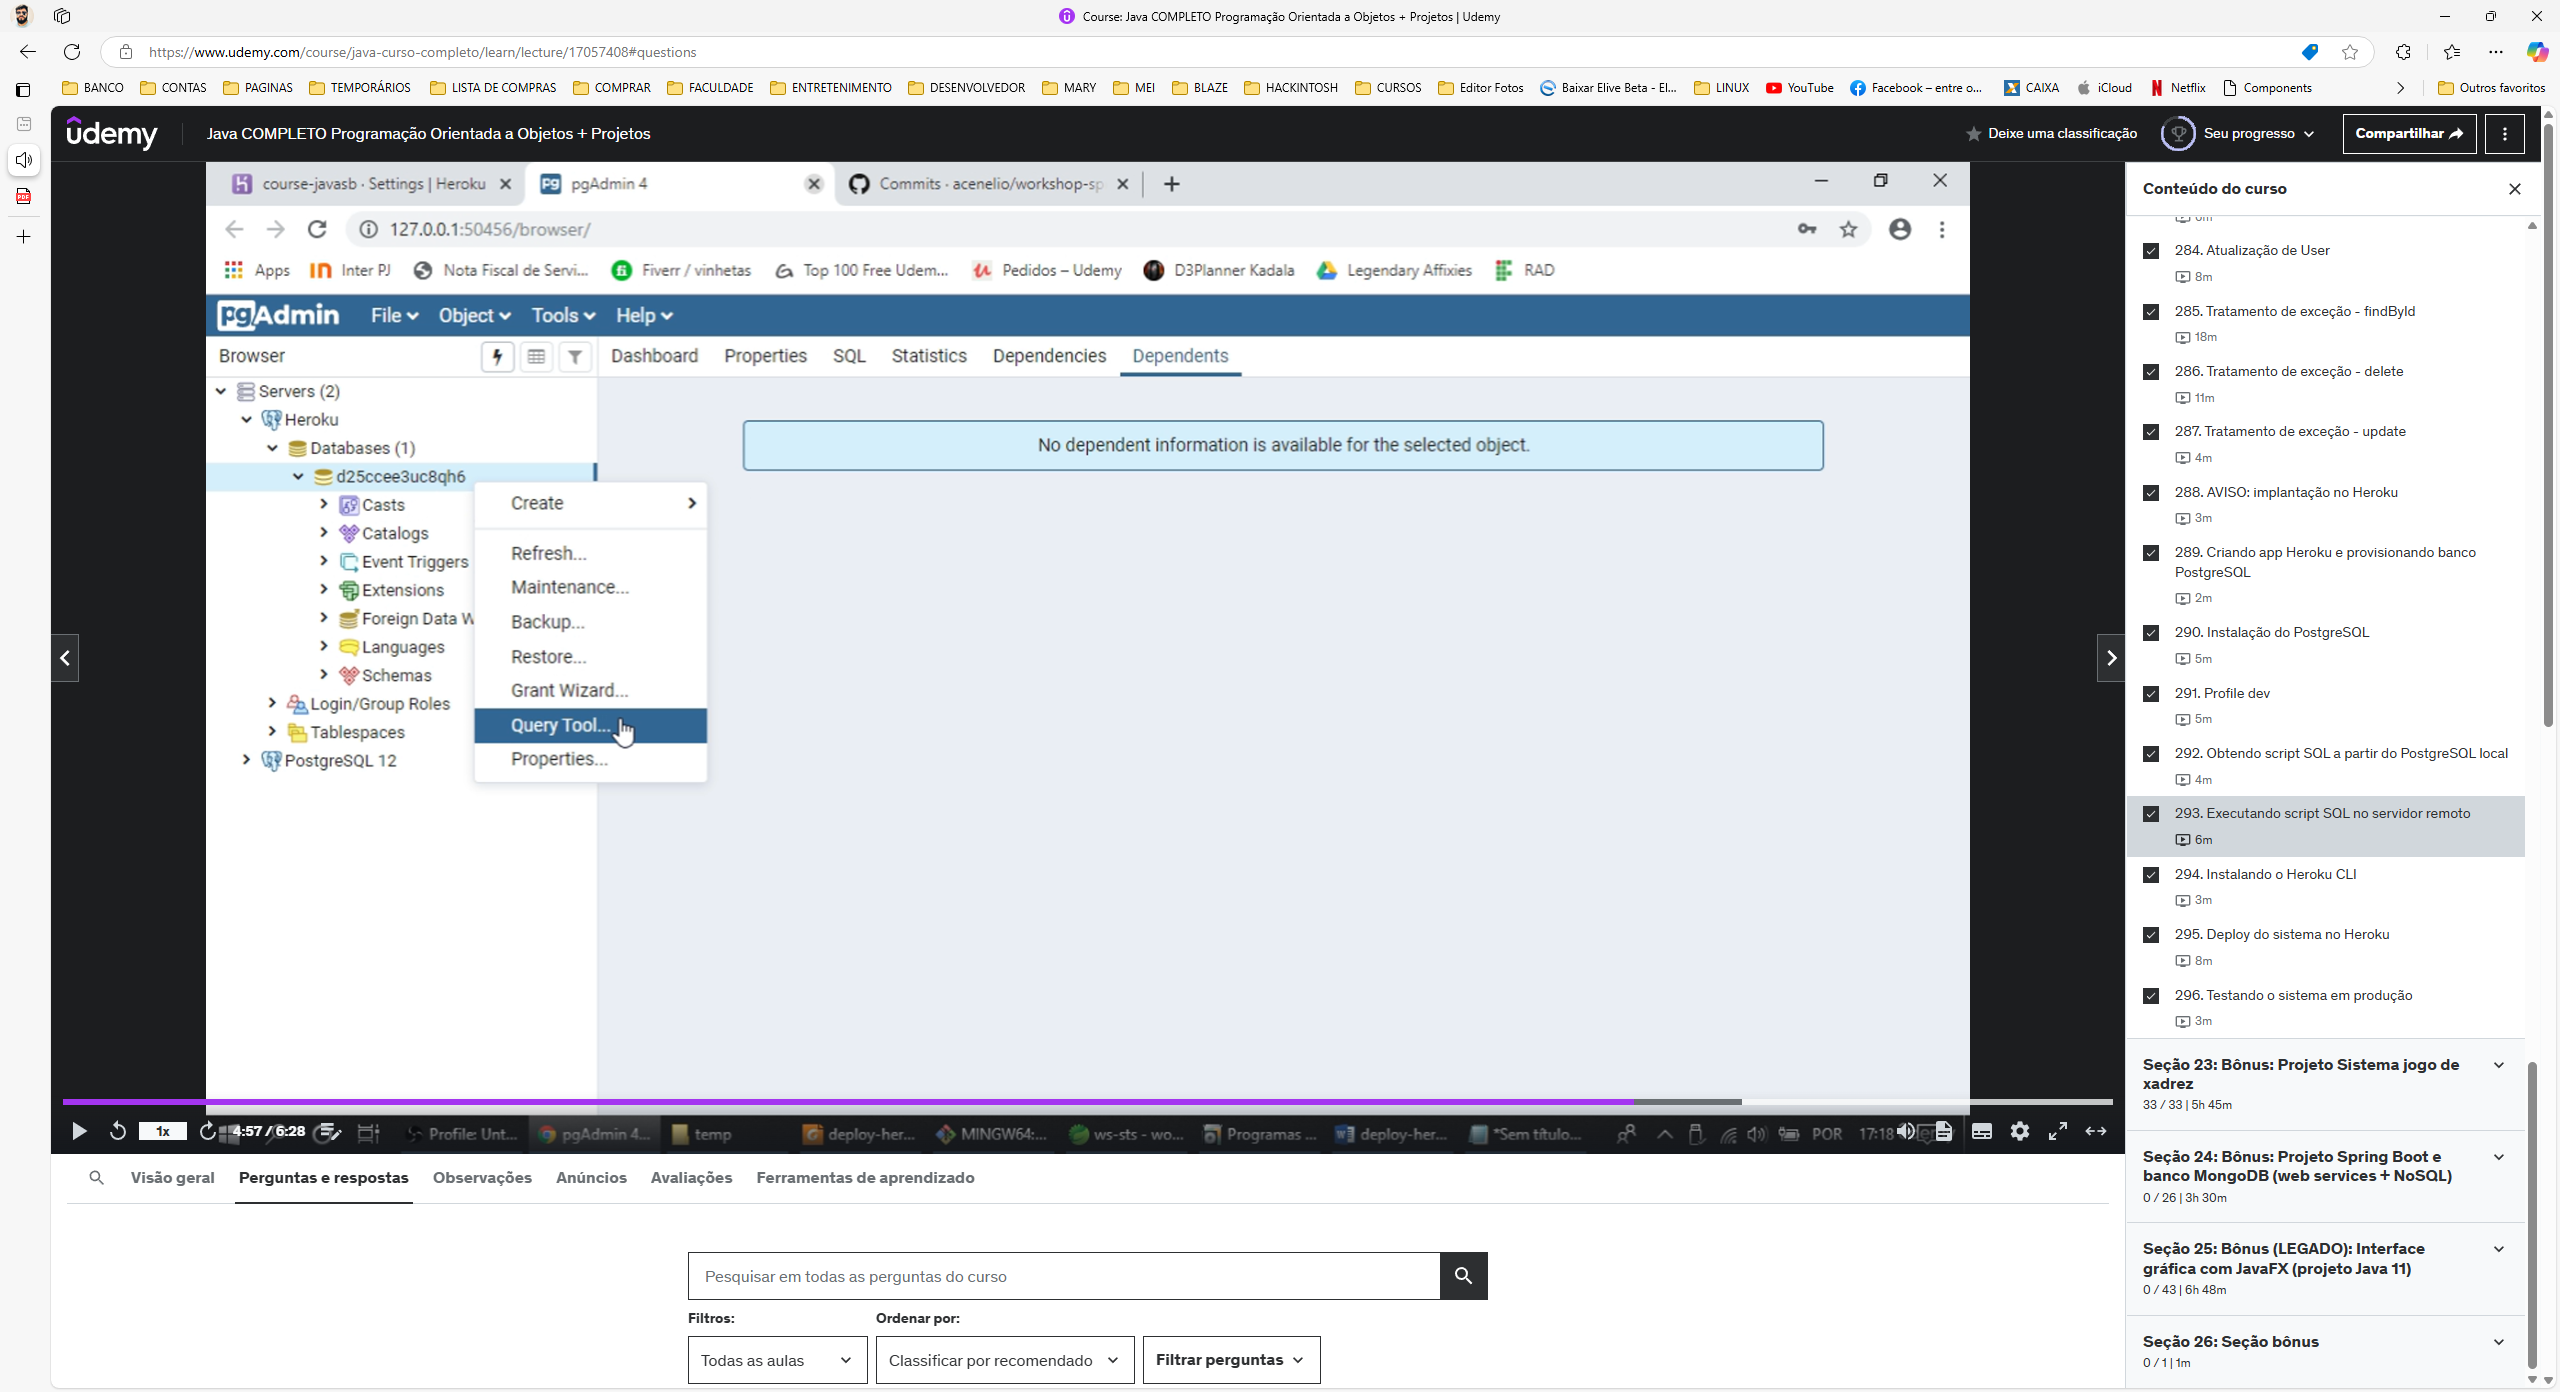 Course: Java COMPLETO Programação Orientada a Objetos + Projetos | Udemy
https://www.udemy.com/course/java-curso-completo/learn/lecture/17057408#questions
BANCO CONTAS PAGINAS TEMPORÁRIOS LISTA DE COMPRAS COMPRAR FACULDADE ENTRETENIMENTO DESENVOLVEDOR MARY MEI BLAZE HACKINTOSH CURSOS Editor Fotos Baixar Elive Beta - El... LINUX YouTube Facebook – entre o... CAIXA iCloud Netflix Components Outros favoritos
udemy Java COMPLETO Programação Orientada a Objetos + Projetos Deixe uma classificação Seu progresso Compartilhar
course-javasb · Settings | Heroku pgAdmin 4 Commits · acenelio/workshop-sp
127.0.0.1:50456/browser/
Apps Inter PJ Nota Fiscal de Servi... Fiverr / vinhetas Top 100 Free Udem... Pedidos – Udemy D3Planner Kadala Legendary Affixies RAD
pgAdmin File Object Tools Help
Browser Dashboard Properties SQL Statistics Dependencies Dependents
Servers (2)
Heroku
Databases (1)
d25ccee3uc8qh6
Casts
Catalogs
Event Triggers
Extensions
Foreign Data W
Languages
Schemas
Login/Group Roles
Tablespaces
PostgreSQL 12
Create
Refresh...
Maintenance...
Backup...
Restore...
Grant Wizard...
Query Tool...
Properties...
No dependent information is available for the selected object.
1x 4:57 / 6:28 Profile: Unt... pgAdmin 4... temp deploy-her... MINGW64:... ws-sts - wo... Programas ... deploy-her... *Sem título... POR 17:18
Visão geral Perguntas e respostas Observações Anúncios Avaliações Ferramentas de aprendizado
Pesquisar em todas as perguntas do curso
Filtros: Ordenar por:
Todas as aulas Classificar por recomendado Filtrar perguntas
Conteúdo do curso
284. Atualização de User
8m
285. Tratamento de exceção - findById
18m
286. Tratamento de exceção - delete
11m
287. Tratamento de exceção - update
4m
288. AVISO: implantação no Heroku
3m
289. Criando app Heroku e provisionando banco
PostgreSQL
2m
290. Instalação do PostgreSQL
5m
291. Profile dev
5m
292. Obtendo script SQL a partir do PostgreSQL local
4m
293. Executando script SQL no servidor remoto
6m
294. Instalando o Heroku CLI
3m
295. Deploy do sistema no Heroku
8m
296. Testando o sistema em produção
3m
Seção 23: Bônus: Projeto Sistema jogo de
xadrez
33 / 33 | 5h 45m
Seção 24: Bônus: Projeto Spring Boot e
banco MongoDB (web services + NoSQL)
0 / 26 | 3h 30m
Seção 25: Bônus (LEGADO): Interface
gráfica com JavaFX (projeto Java 11)
0 / 43 | 6h 48m
Seção 26: Seção bônus
0 / 1 | 1m